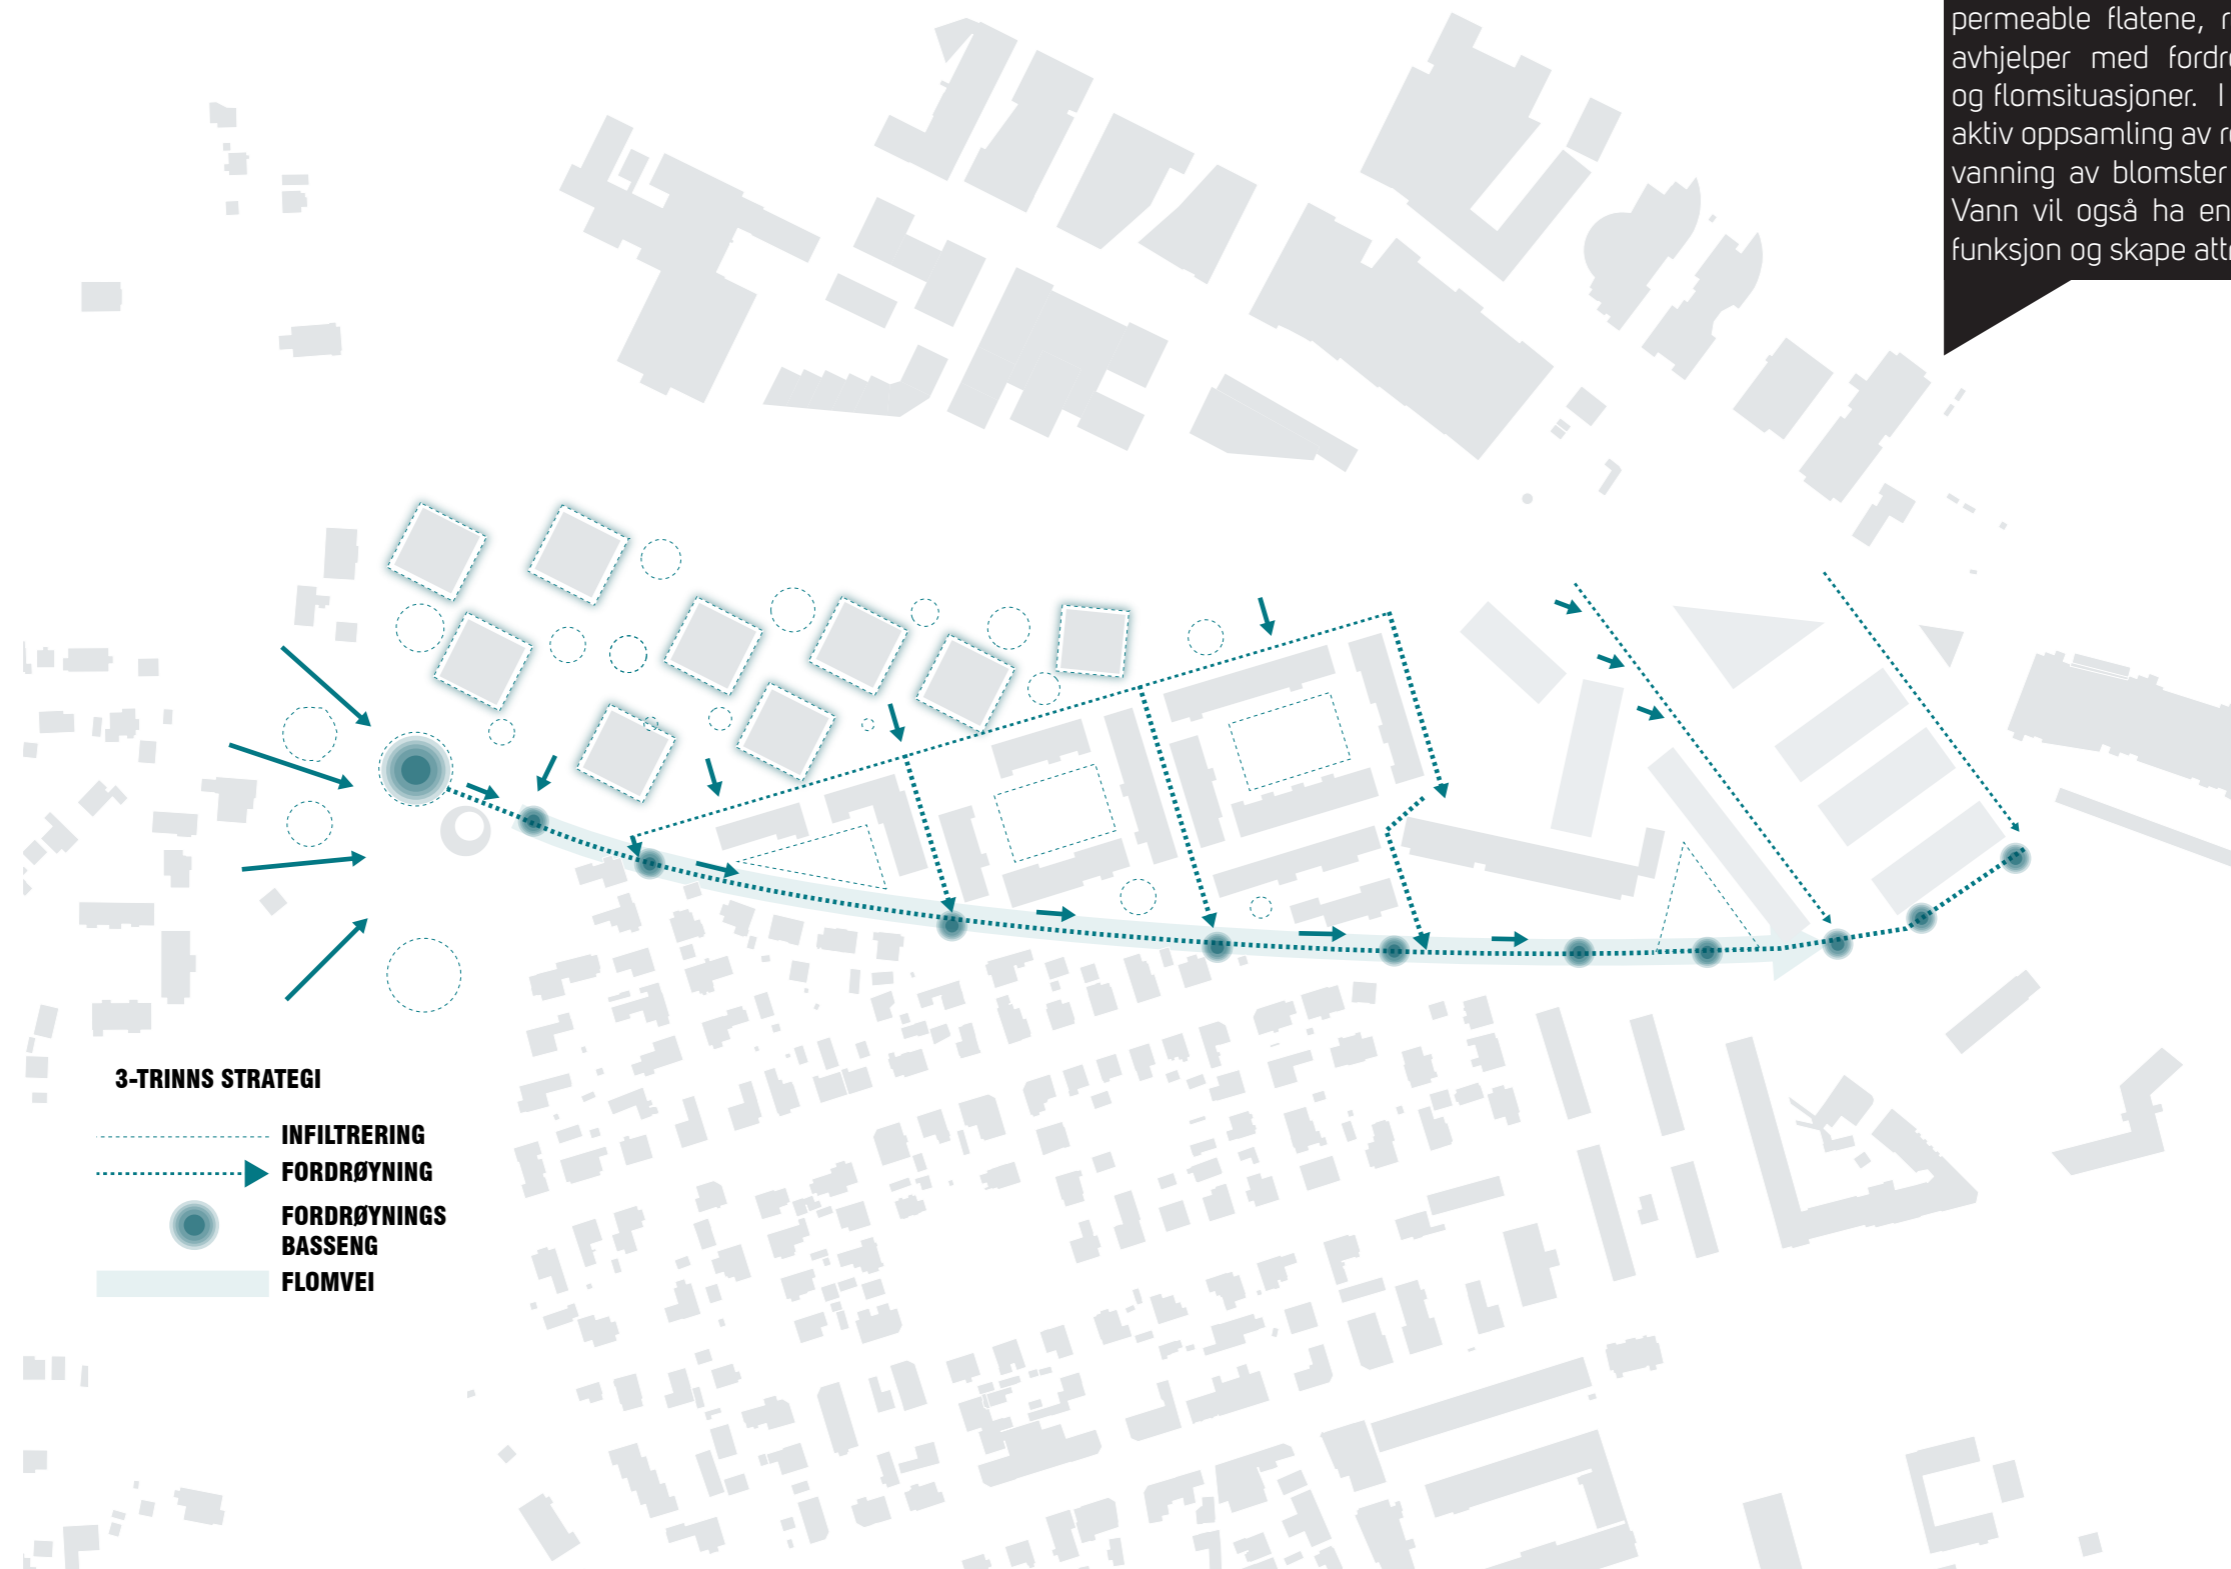 permeable flatene,
avhjelper med
og flomsituasjoner. I
aktiv oppsamling av
vanning av blomster
Vann vil også ha en
funksjon og skape
3-TRINNS STRATEGI
INFILTRERING
FORDRØYNING
FORDRØYNINGS
BASSENG
FLOMVEI